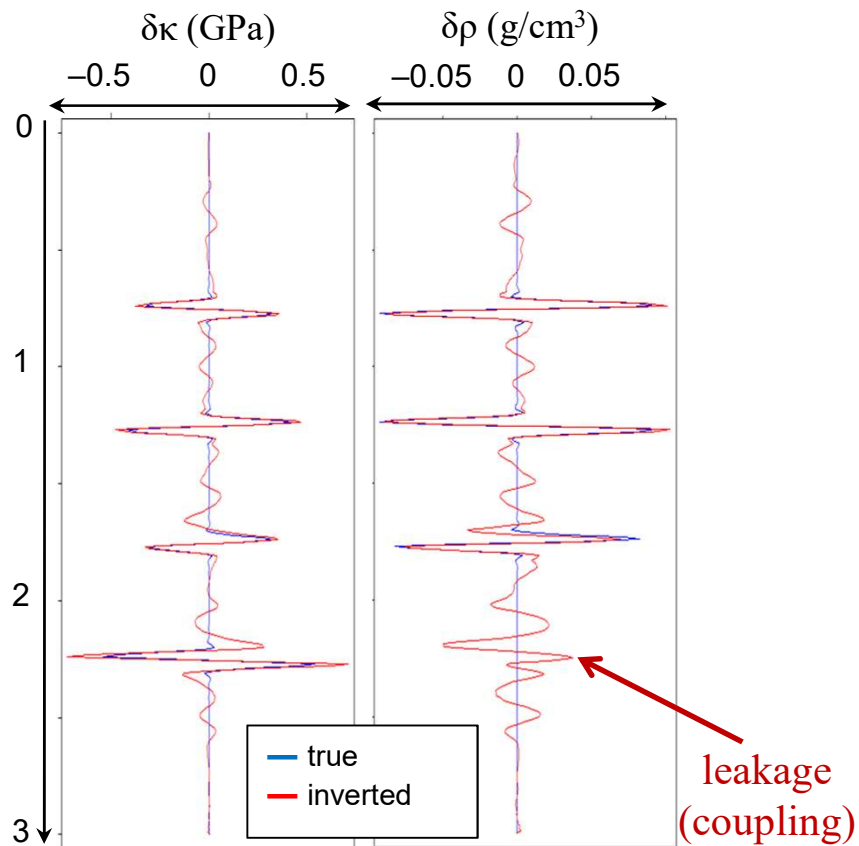 δκ (GPa)
δρ (g/cm³)
–0.5 0 0.5
–0.05 0 0.05
0
1
2
3
true
inverted
leakage
(coupling)